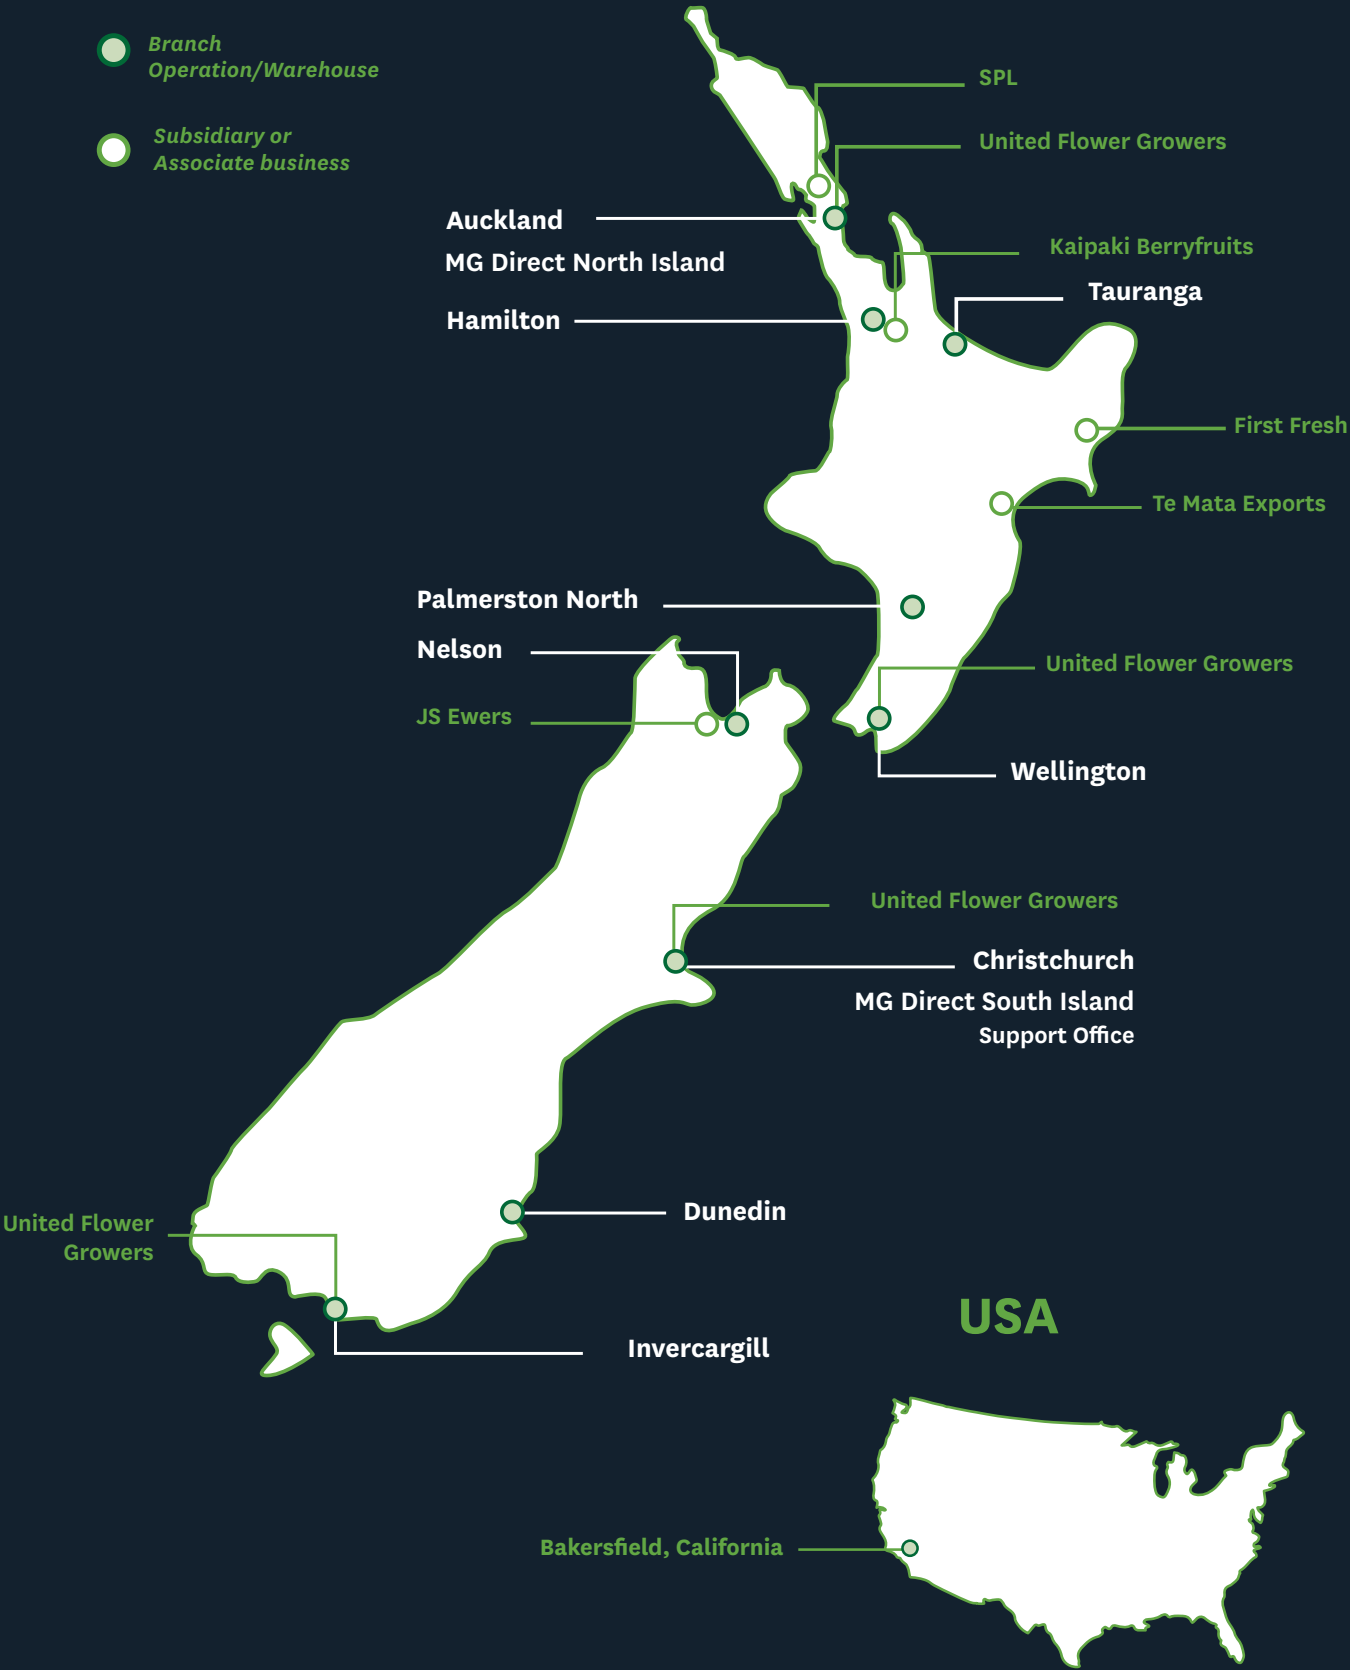 Branch
Operation/Warehouse
Subsidiary or
Associate business
SPL
United Flower Growers
Auckland
MG Direct North Island
Kaipaki Berryfruits
Tauranga
Hamilton
First Fresh
Te Mata Exports
Palmerston North
Nelson
United Flower Growers
JS Ewers
Wellington
United Flower Growers
Christchurch
MG Direct South Island
Support Office
Dunedin
United Flower
Growers
Invercargill
USA
Bakersfield, California